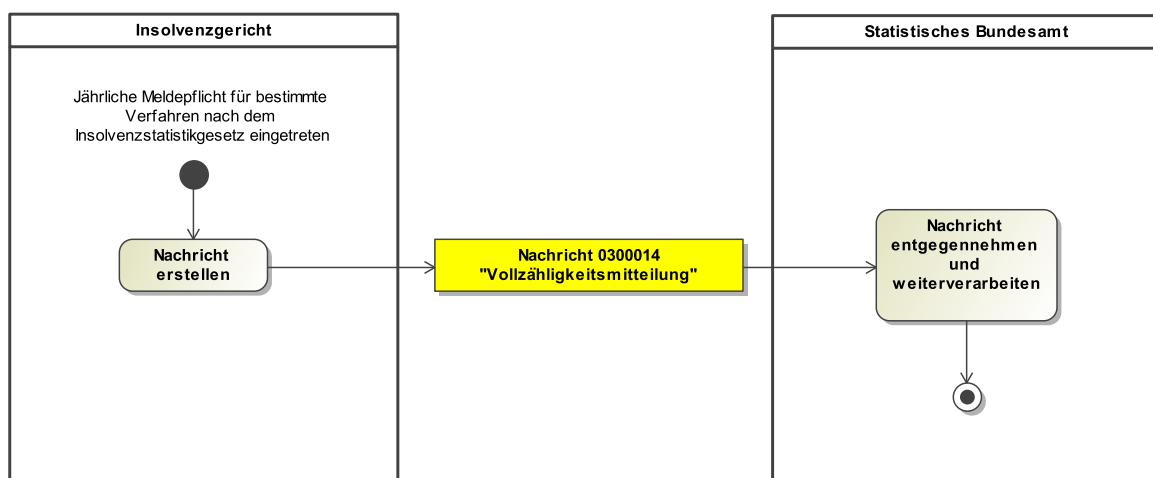 Insolvenzgericht
Statistisches Bundesamt
Jährliche Meldepflicht für bestimmte
Verfahren nach dem
Insolvenzstatistikgesetz eingetreten
Nachricht
erstellen
Nachricht 0300014
"Vollzähligkeitsmitteilung"
Nachricht
entgegennehmen
und
weiterverarbeiten